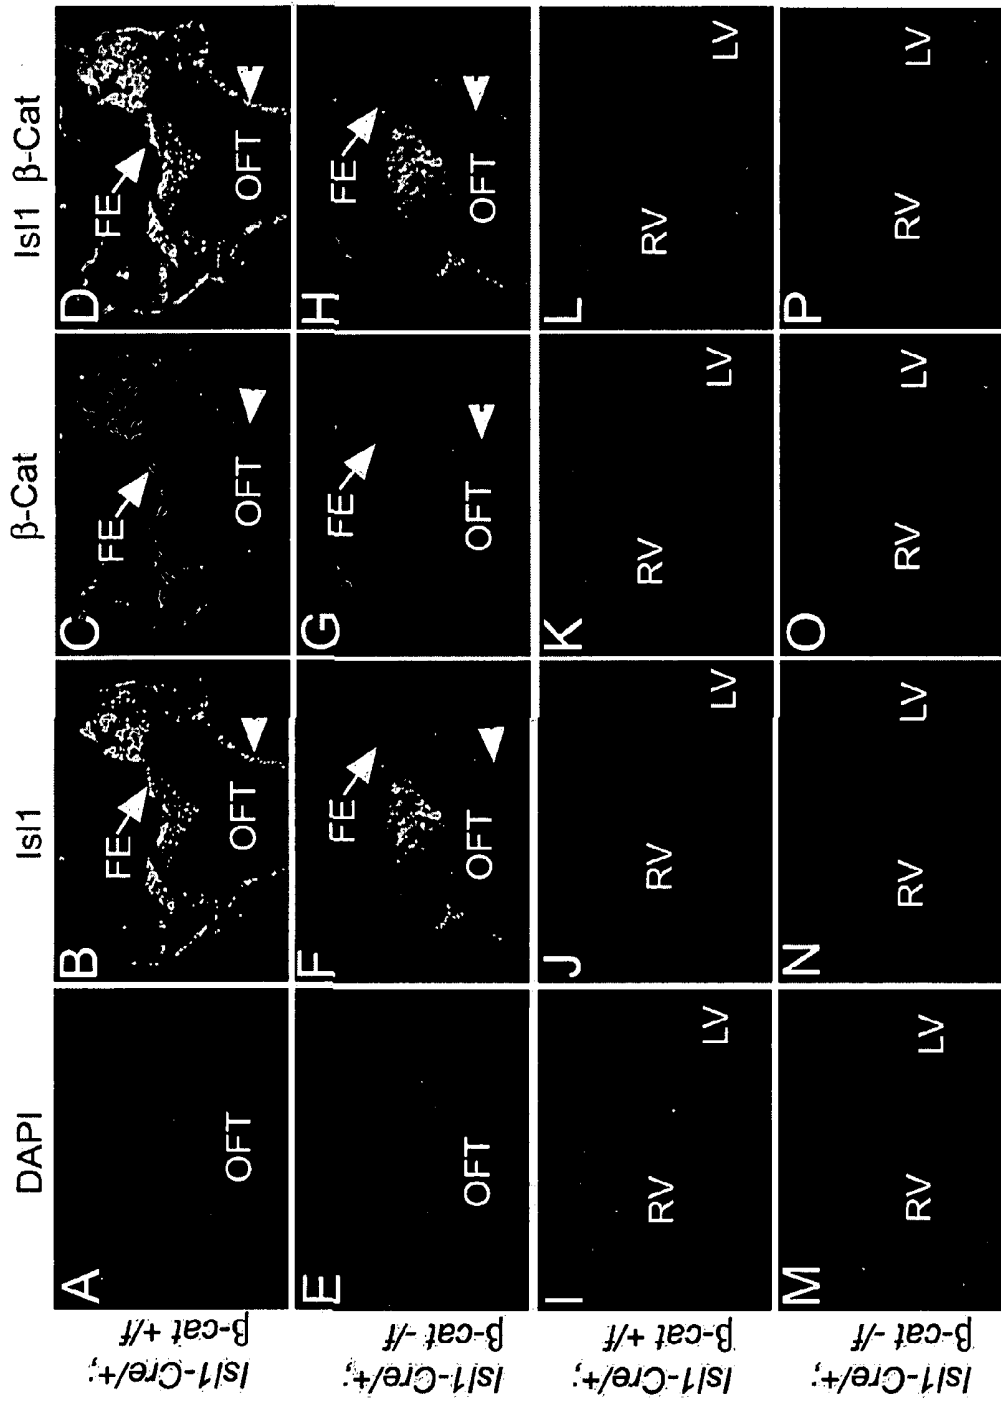 DAPI
Isl1
β-Cat
Isl1 β-Cat
Isl1-Cre/+;
β-cat +/f
A
OFT
B
FE
OFT
C
FE
OFT
D
FE
OFT
Isl1-Cre/+;
β-cat -/f
E
OFT
F
FE
OFT
G
FE
OFT
H
FE
OFT
Isl1-Cre/+;
β-cat +/f
I
RV
LV
J
RV
LV
K
RV
LV
L
RV
LV
Isl1-Cre/+;
β-cat -/f
M
RV
LV
N
RV
LV
O
RV
LV
P
RV
LV